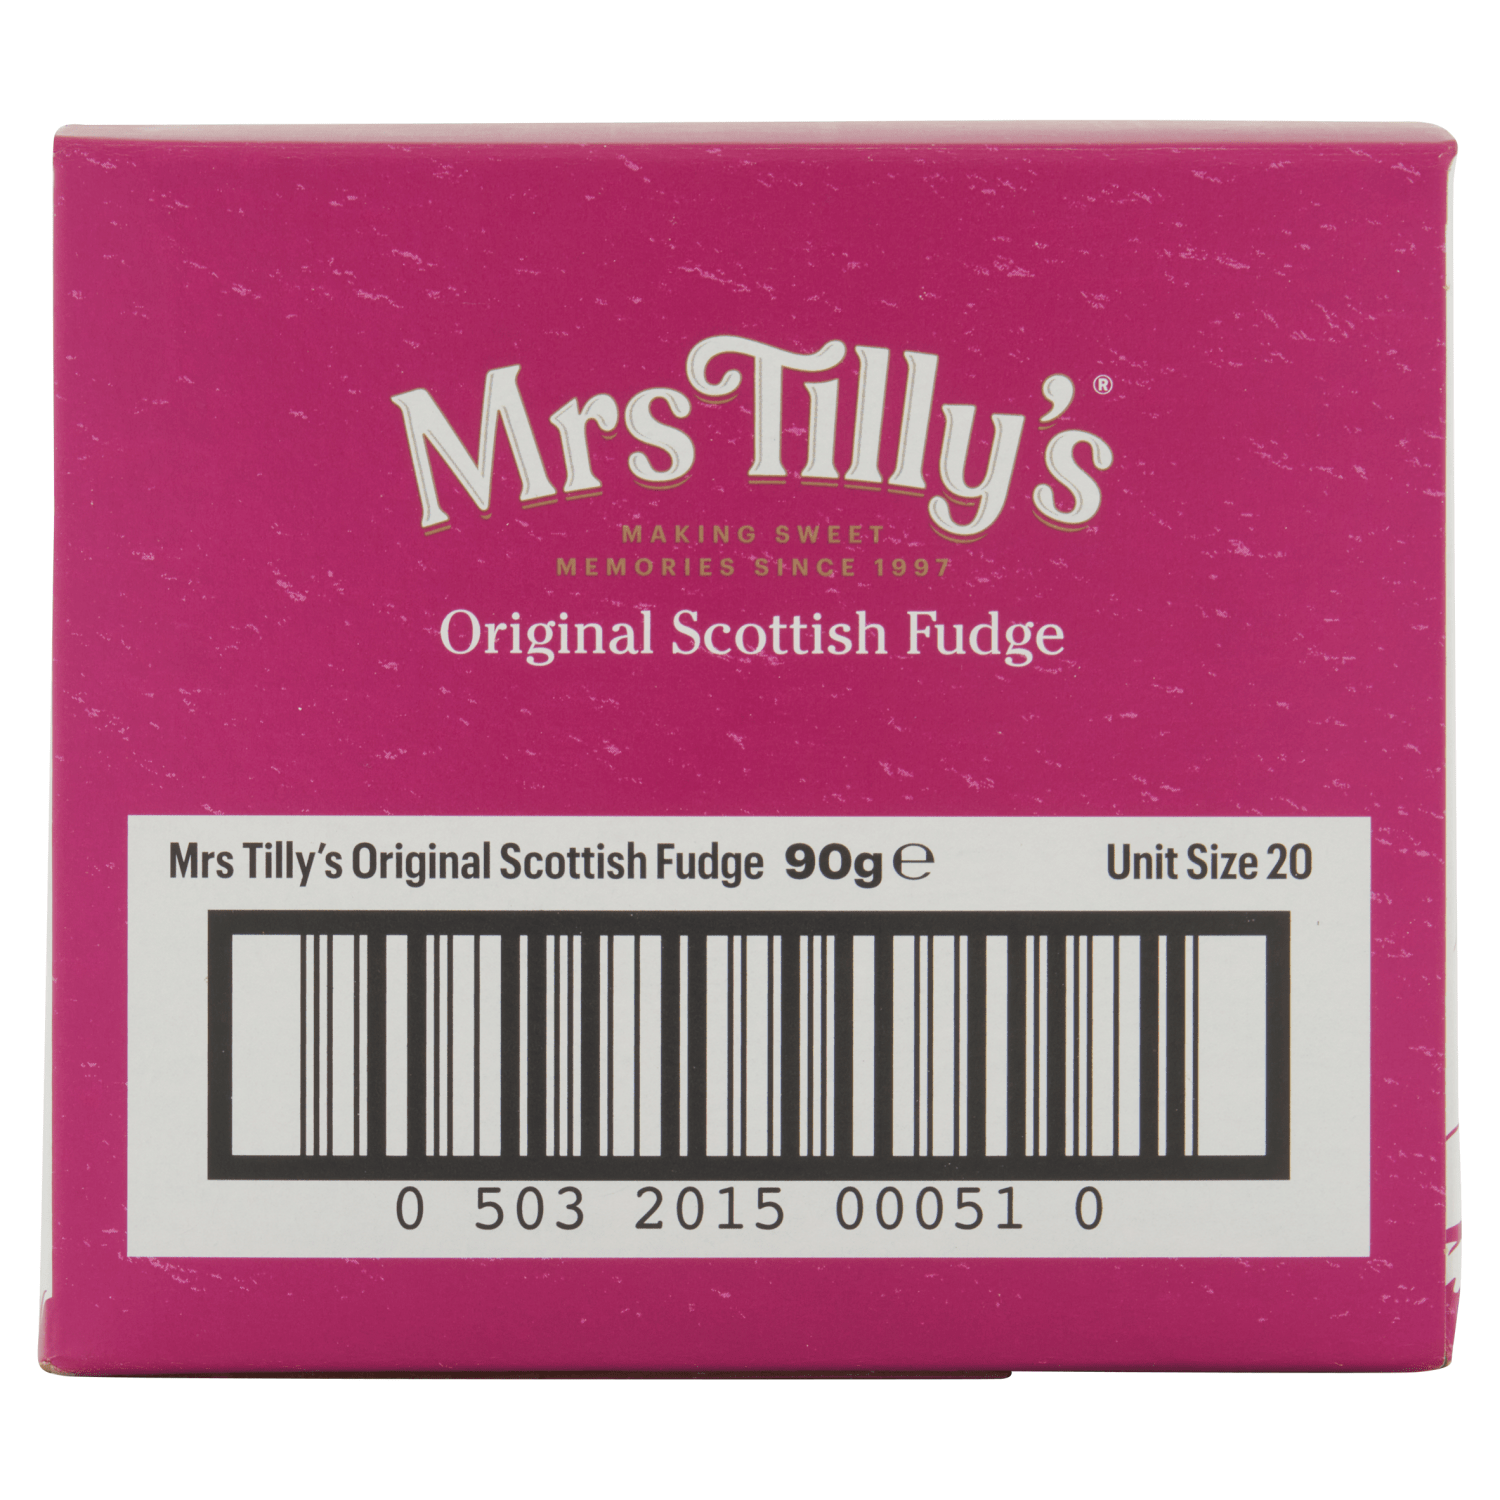 Mrs Tilly's®
MAKING SWEET
MEMORIES SINCE 1997
Original Scottish Fudge
Mrs Tilly's Original Scottish Fudge 90g ℮ Unit Size 20
0 503 2015 00051 0